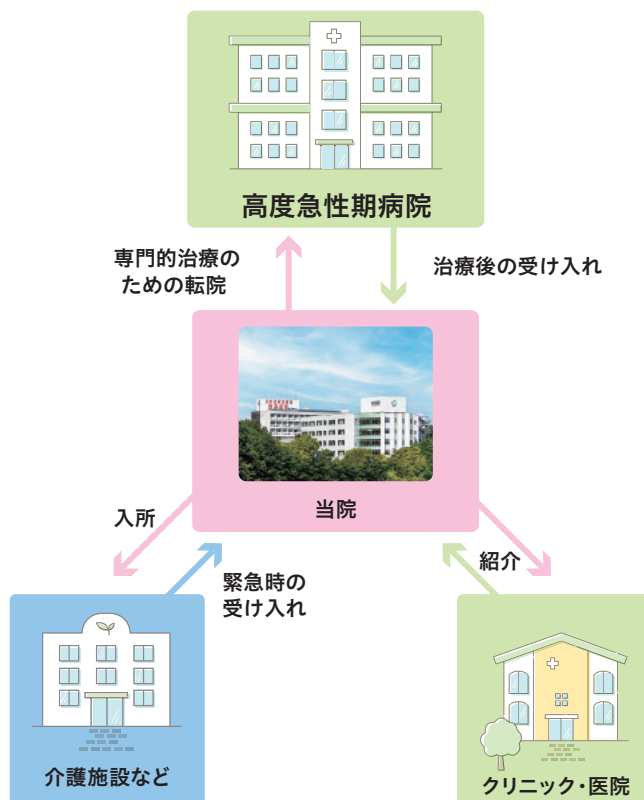 高度急性期病院
専門的治療の
ための転院
治療後の受け入れ
当院
入所
緊急時の
受け入れ
紹介
介護施設など
クリニック・医院